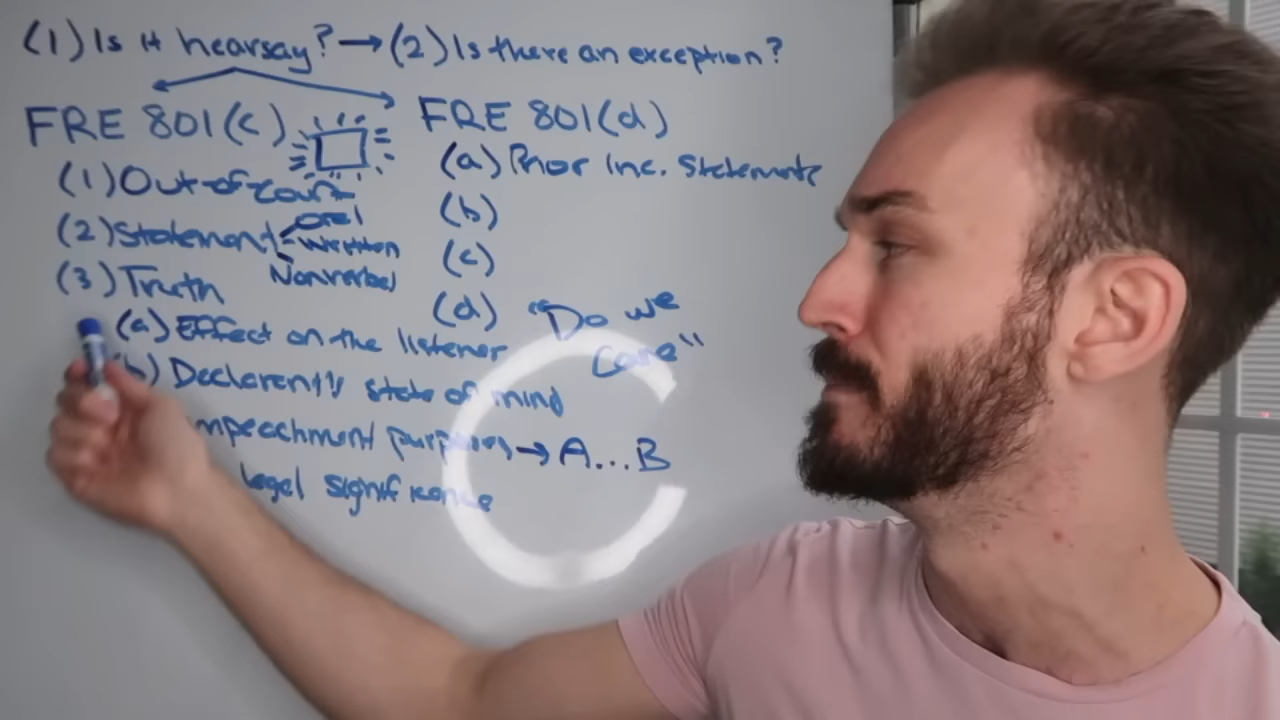 (1) Is it hearsay? → (2) Is there an exception?
FRE 801(c)
(1) Out-of-court
(2) Statement
Oral
Written
Nonverbal
(3) Truth
(a) Effect on the listener
(b) Declarent's state of mind
Impeachment purposes → A...B
legal significance
FRE 801(d)
(a) Prior Inc. Statements
(b)
(c)
(d)
"Do we
Care"